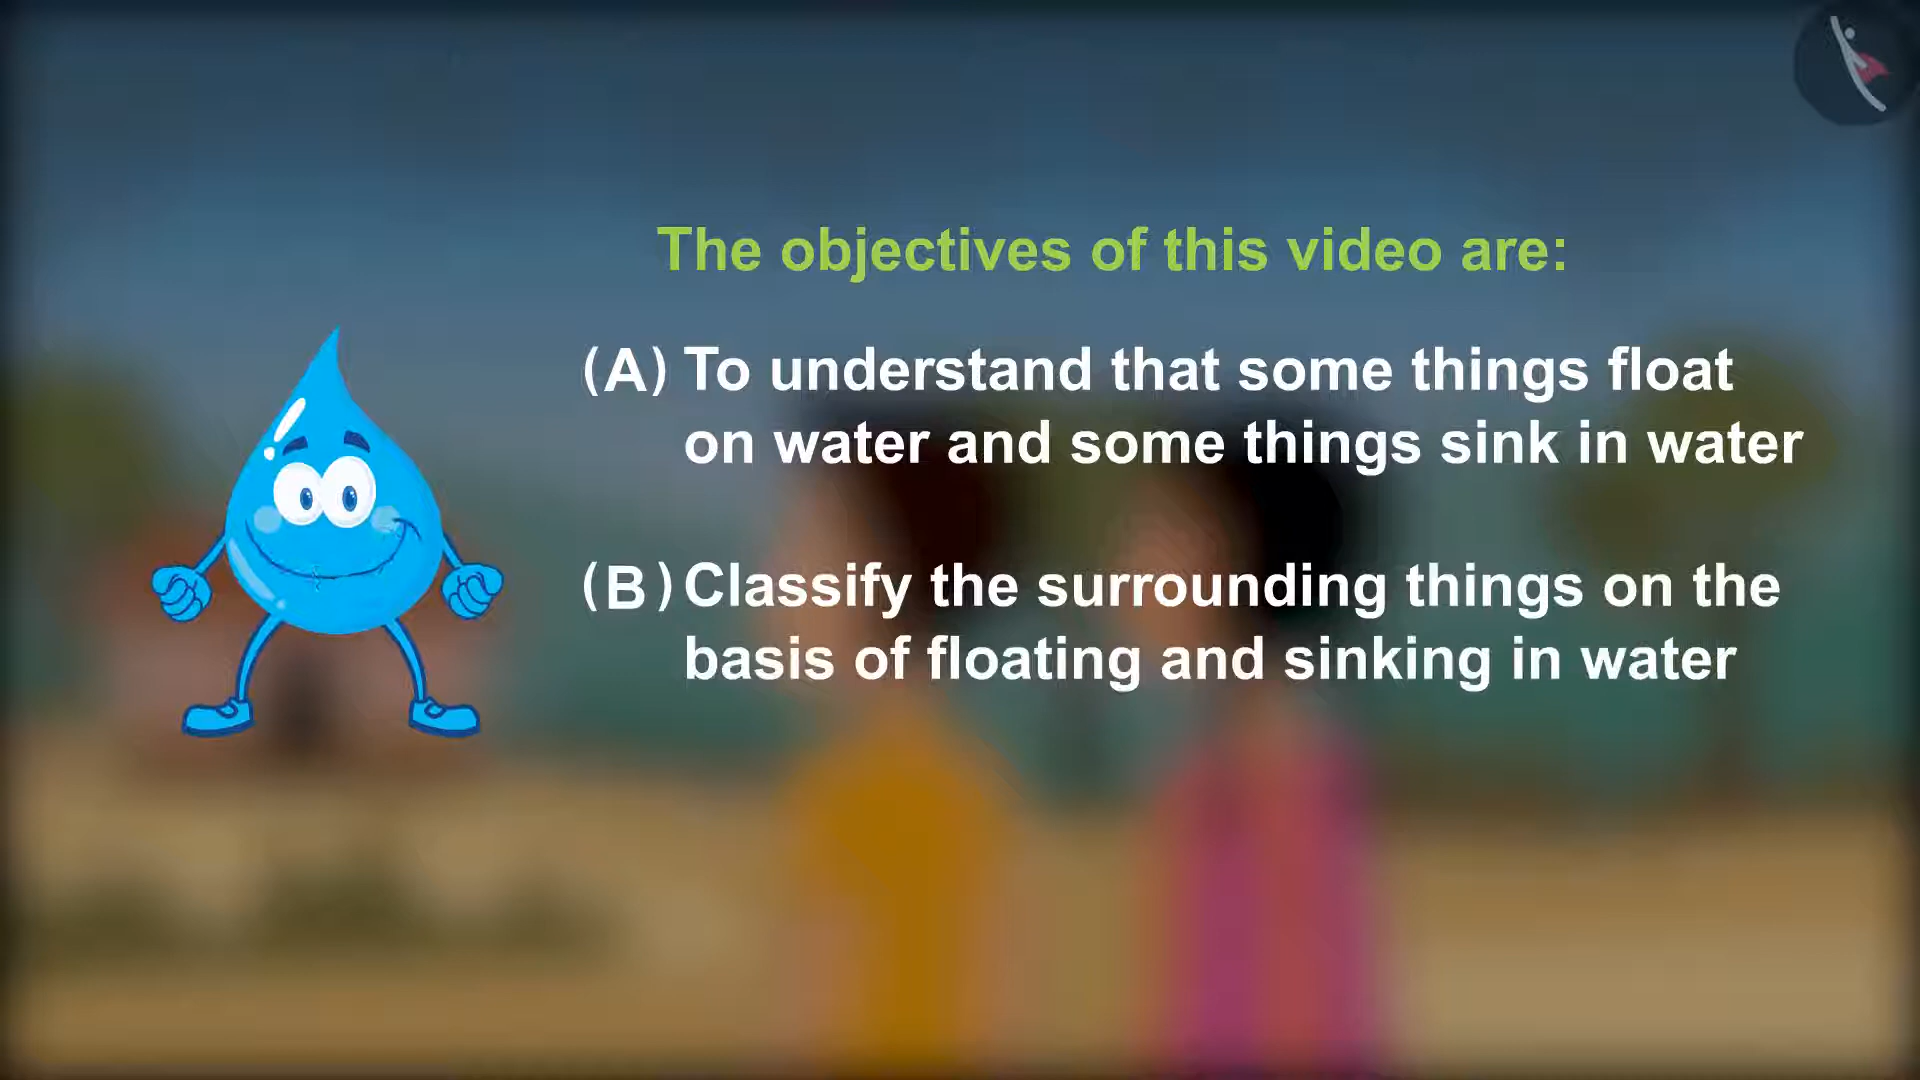 The objectives of this video are:
(A) To understand that some things float
on water and some things sink in water
(B) Classify the surrounding things on the
basis of floating and sinking in water